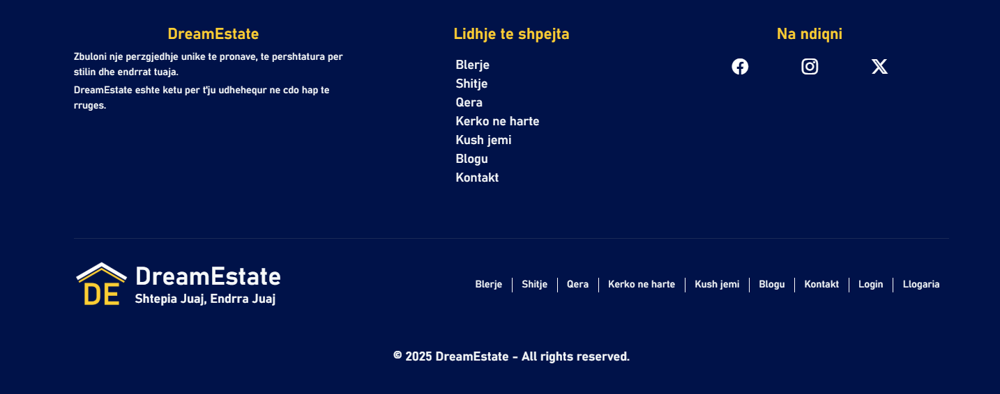 DreamEstate
Zbuloni nje perzgjedhje unike te pronave, te pershtatura per
stilin dhe endrrat tuaja.
DreamEstate eshte ketu per t'ju udhehequr ne cdo hap te
rruges.
Lidhje te shpejta
Blerje
Shitje
Qera
Kerko ne harte
Kush jemi
Blogu
Kontakt
Na ndiqni
DE
DreamEstate
Shtepia Juaj, Endrra Juaj
Blerje Shitje Qera Kerko ne harte Kush jemi Blogu Kontakt Login Llogaria
© 2025 DreamEstate - All rights reserved.